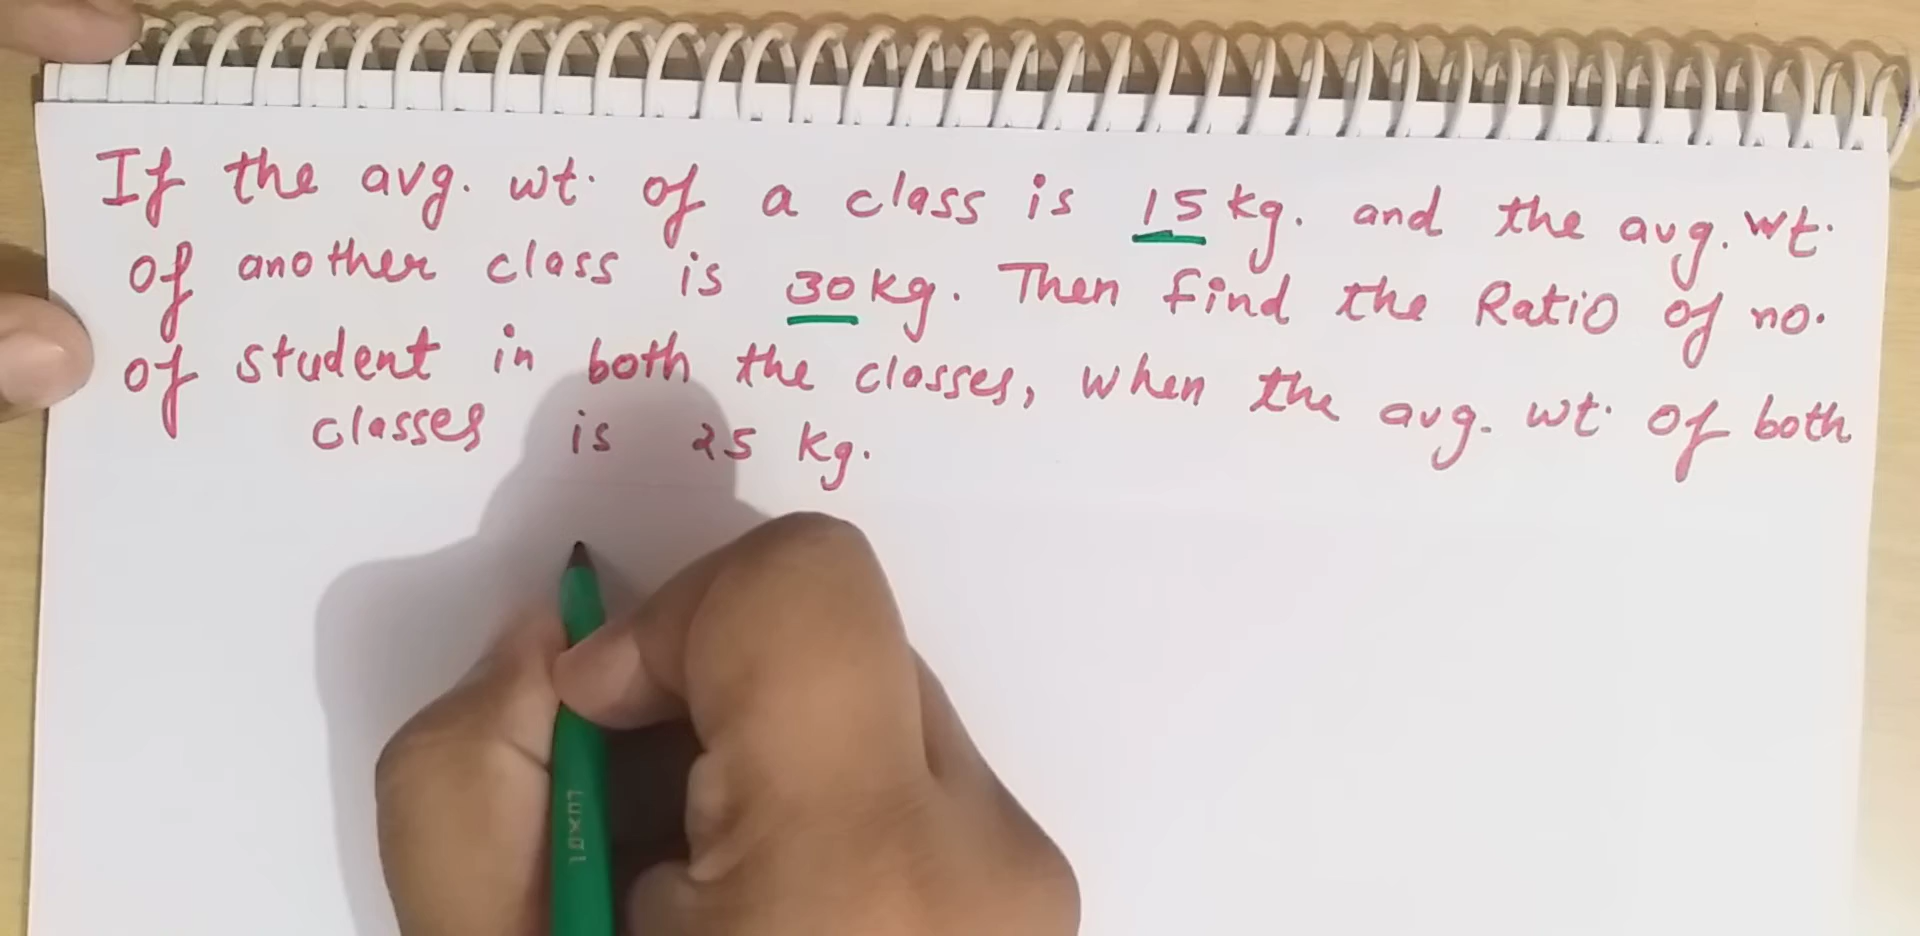 If the avg. wt. of a class is 15 kg. and the avg. wt.
of another class is 30 kg. Then find the Ratio of no.
of student in both the classes, when the avg. wt. of both
classes is 25 kg.
LUXOR